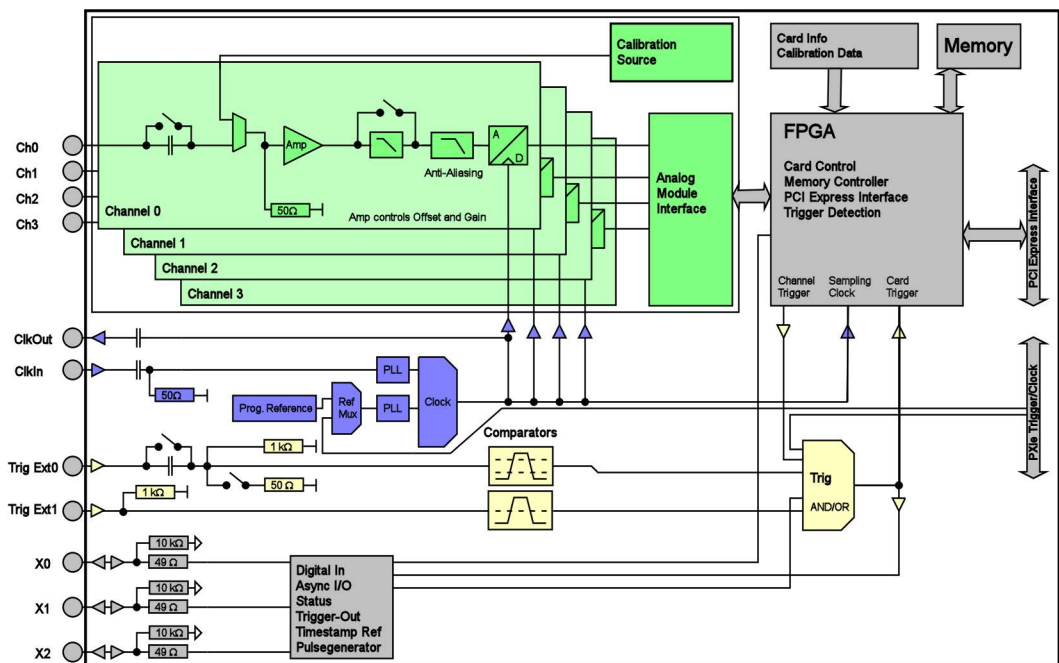 Calibration
Source
Card Info
Calibration Data
Memory
Ch0
Ch1
Ch2
Ch3
Amp
Anti-Aliasing
A
D
50Ω
Amp controls Offset and Gain
Channel 0
Channel 1
Channel 2
Channel 3
Analog
Module
Interface
FPGA
Card Control
Memory Controller
PCI Express Interface
Trigger Detection
Channel
Trigger
Sampling
Clock
Card
Trigger
PCI Express Interface
PXIe Trigger/Clock
ClkOut
ClkIn
50Ω
Prog. Reference
Ref
Mux
PLL
PLL
Clock
Trig Ext0
1 kΩ
50 Ω
Trig Ext1
1 kΩ
Comparators
Trig
AND/OR
X0
10 kΩ
49 Ω
X1
10 kΩ
49 Ω
X2
10 kΩ
49 Ω
Digital In
Async I/O
Status
Trigger-Out
Timestamp Ref
Pulsegenerator